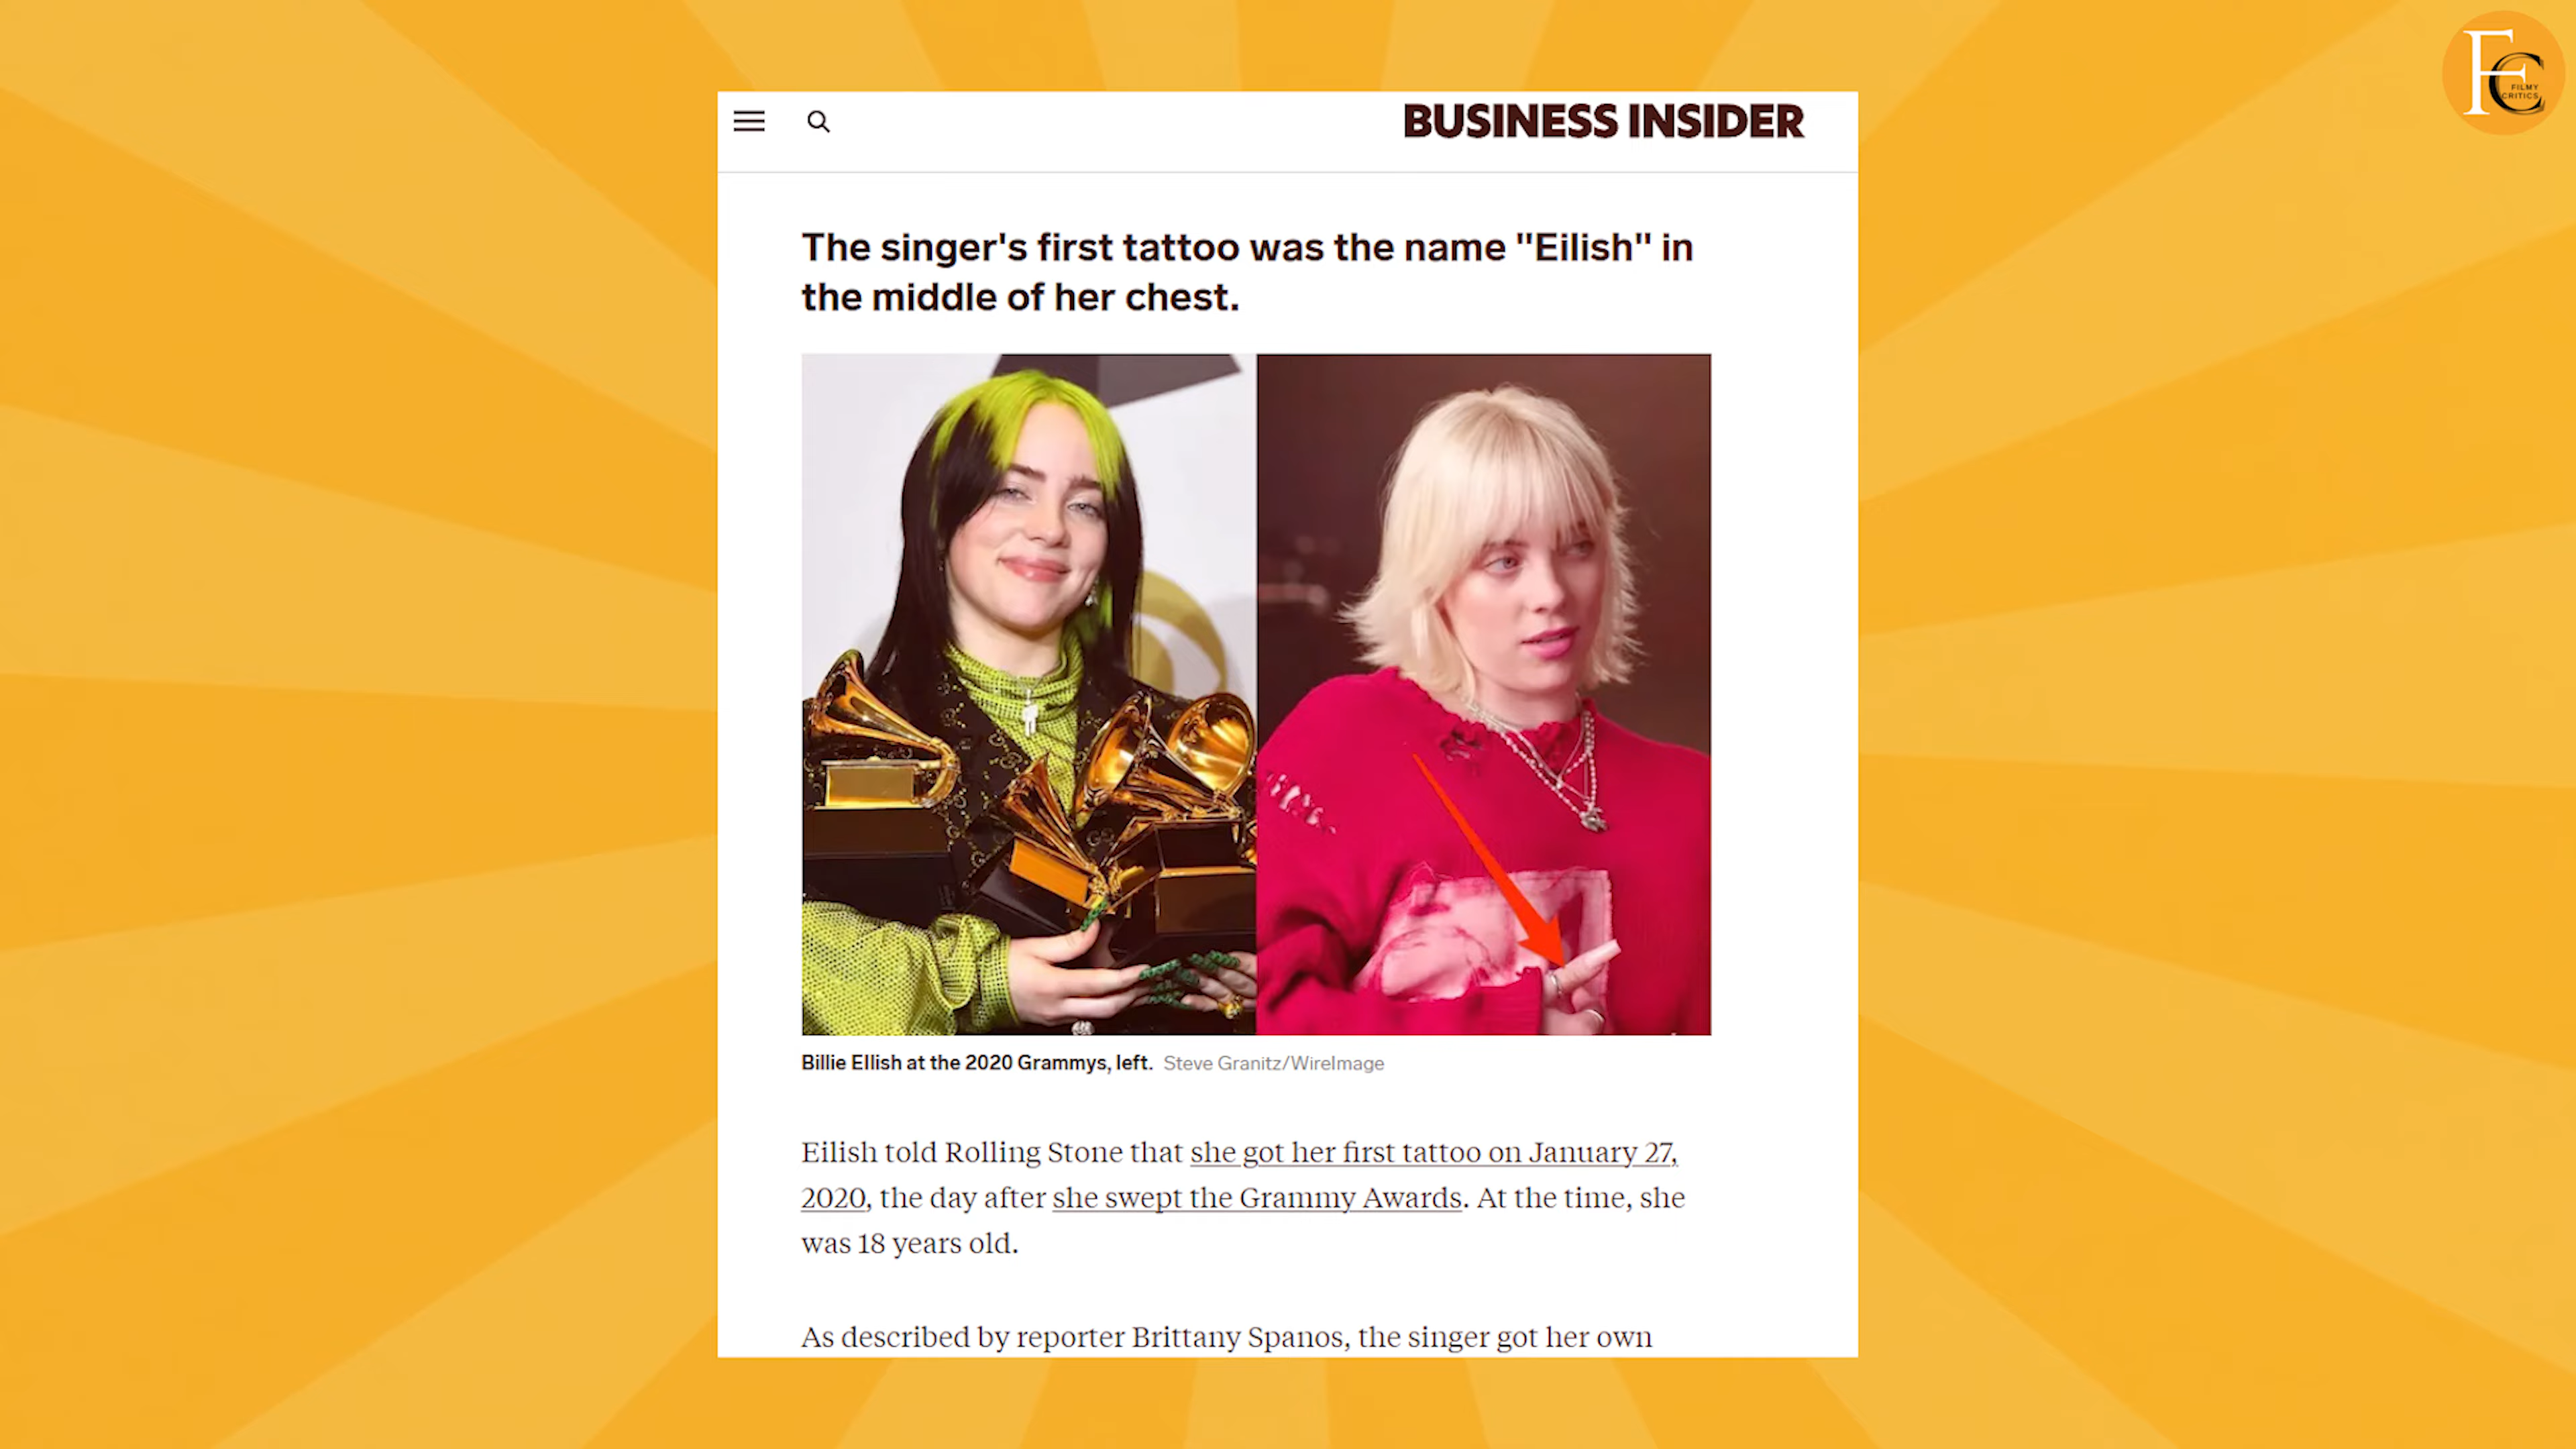 FC
FILMY
CRITICS
BUSINESS INSIDER
The singer's first tattoo was the name "Eilish" in
the middle of her chest.
Billie Ellish at the 2020 Grammys, left. Steve Granitz/WireImage
Eilish told Rolling Stone that she got her first tattoo on January 27,
2020, the day after she swept the Grammy Awards. At the time, she
was 18 years old.
As described by reporter Brittany Spanos, the singer got her own